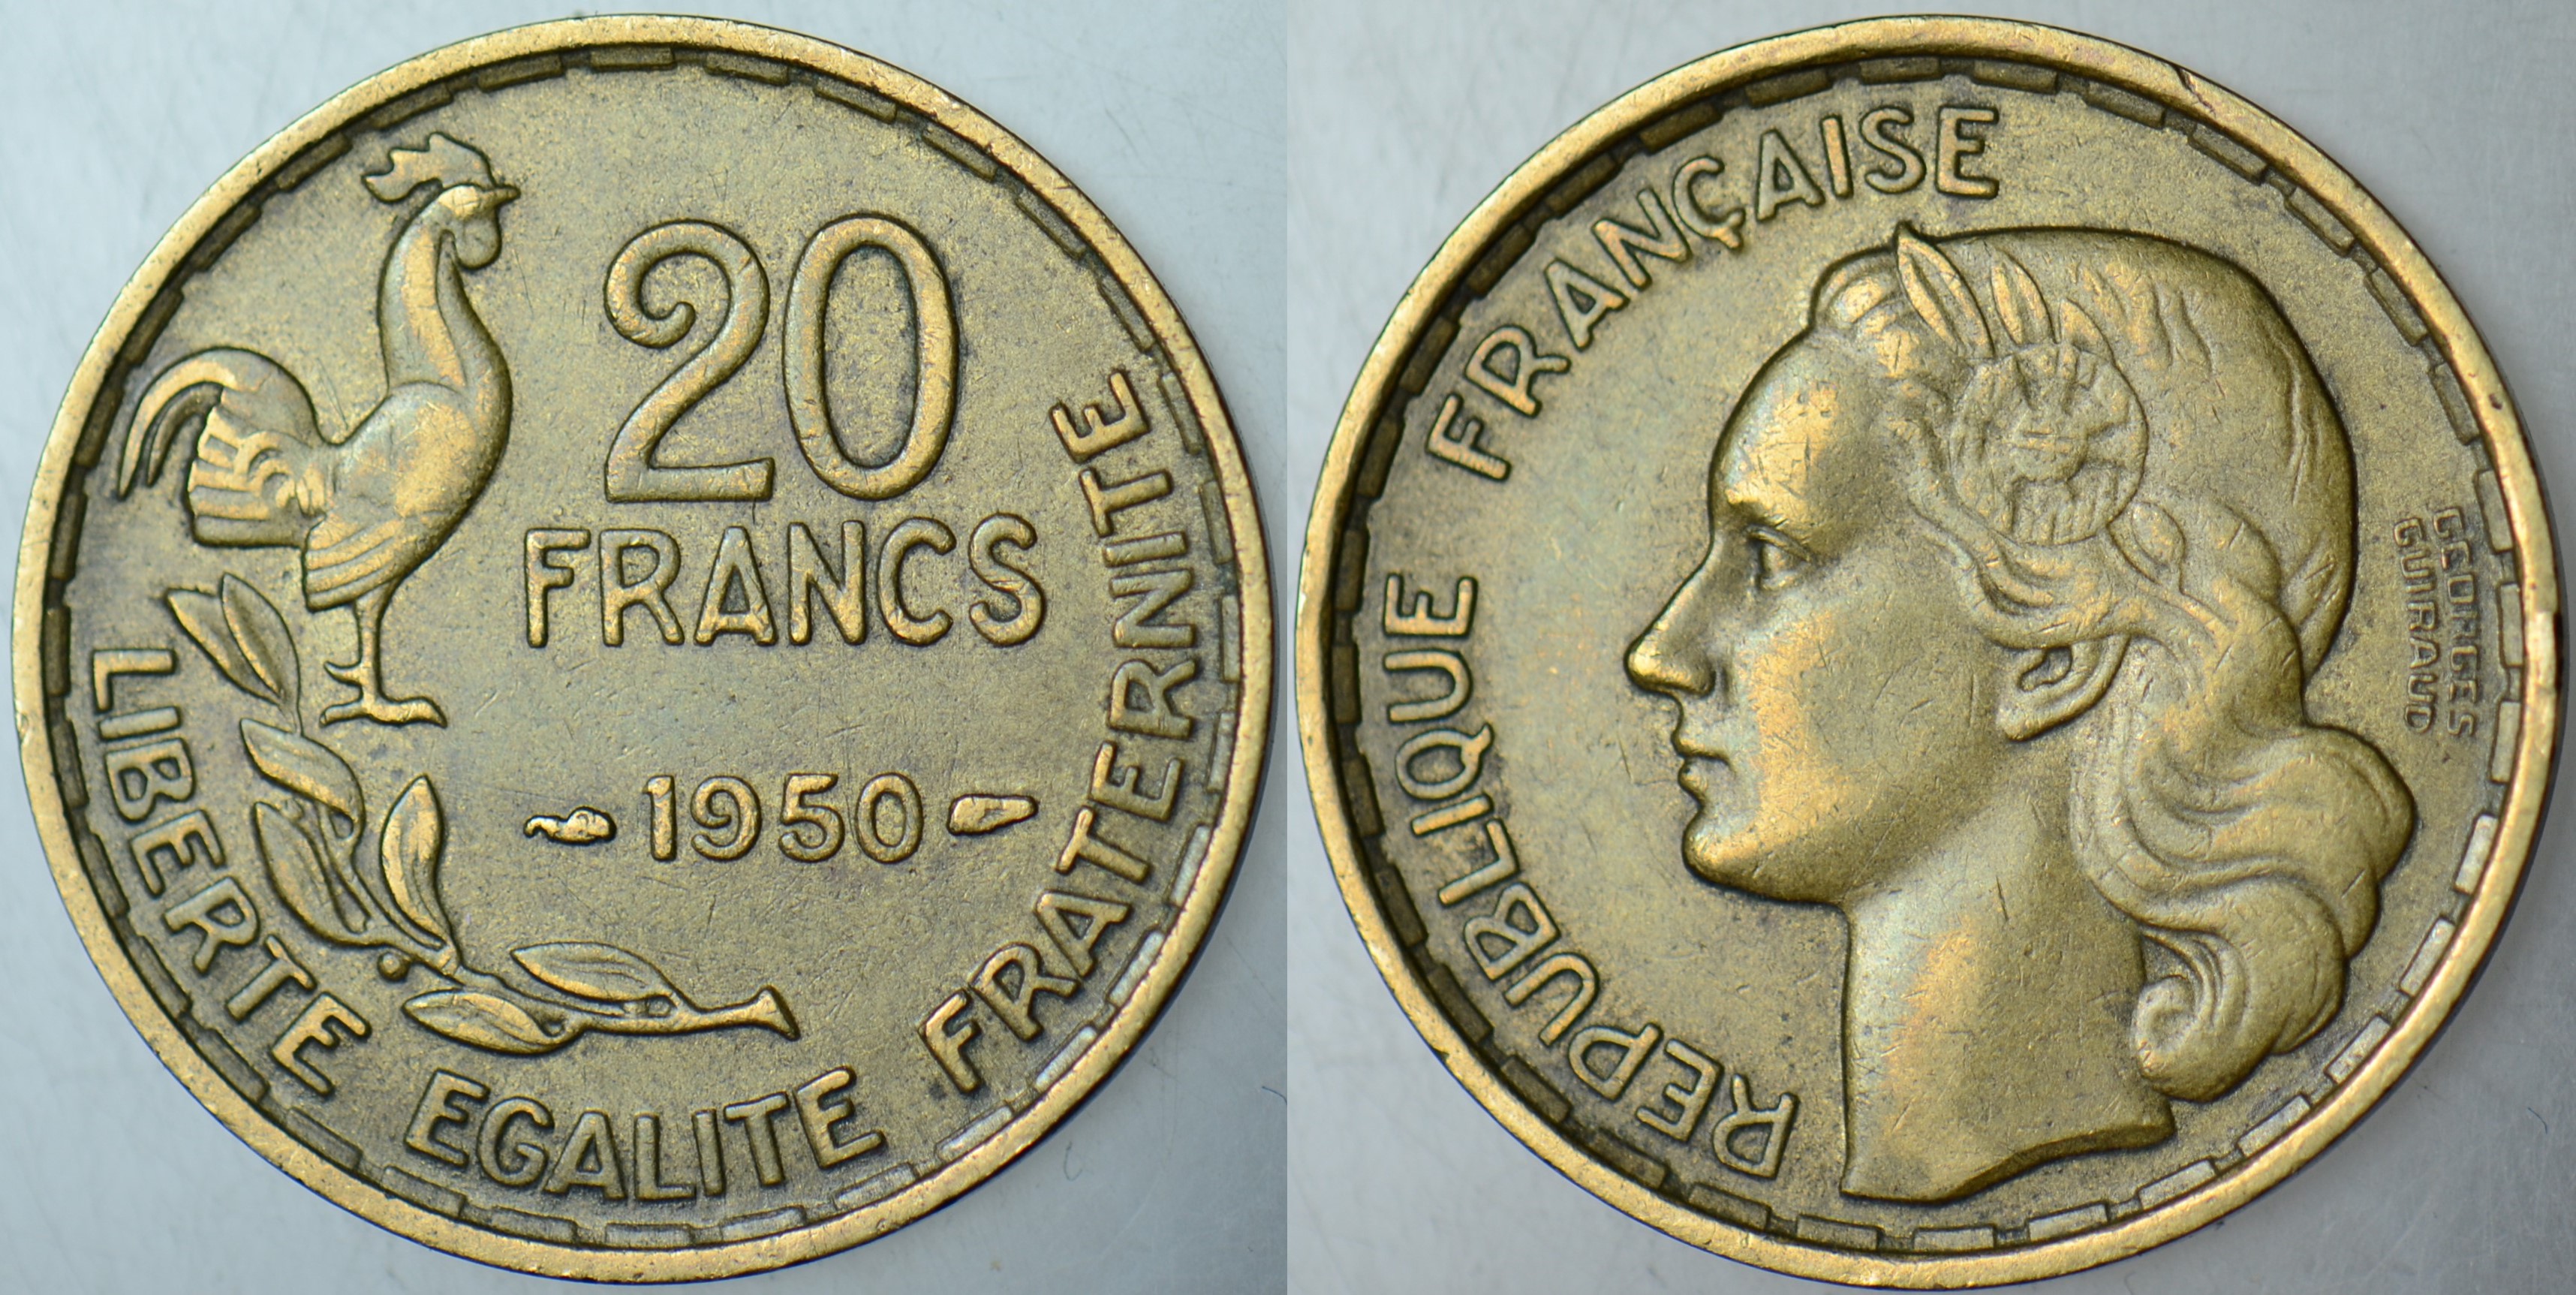 20
FRANCS
1950
LIBERTE EGALITE FRATERNITE
REPUBLIQUE FRANÇAISE
GEORGES
GUIRAUD